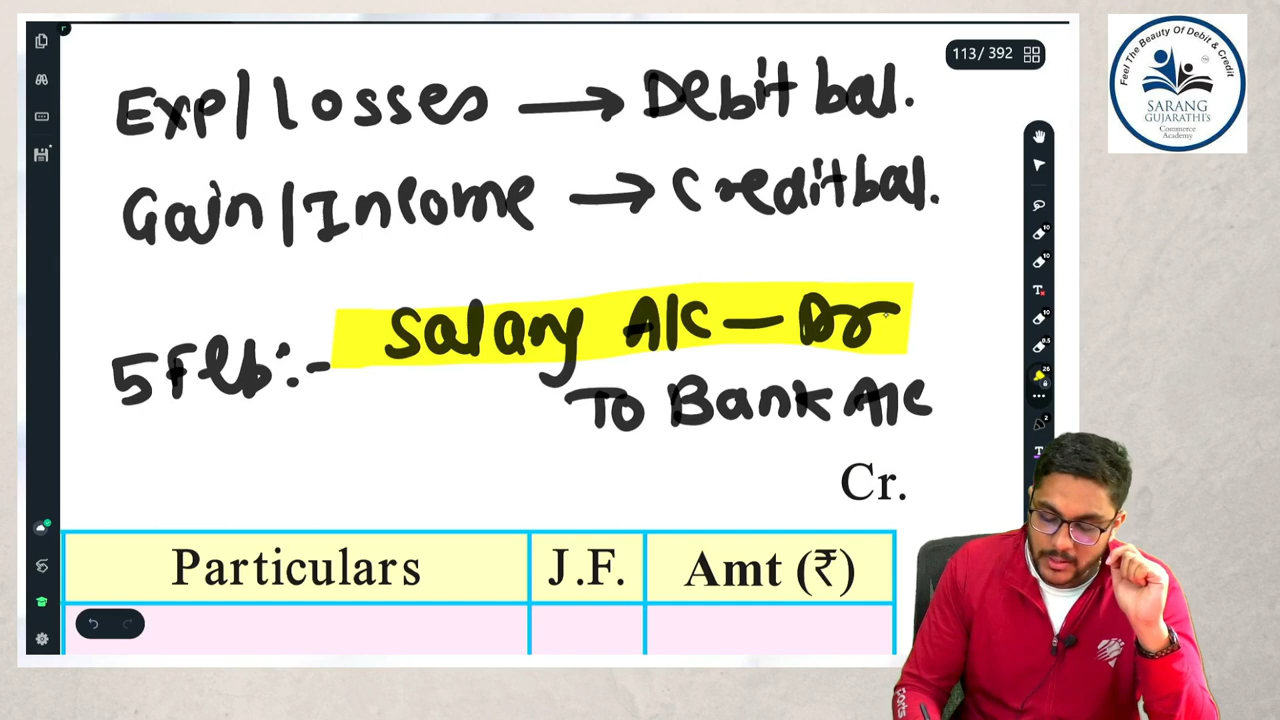 113/ 392
Feel The Beauty Of Debit & Credit
SARANG
GUJARATHI's
Commerce
Academy
Exp/Losses → Debit bal.
Gain/Income → Credit bal.
5 Feb:- Salary A/C — Dr
To Bank A/C
Cr.
Particulars J.F. Amt (₹)